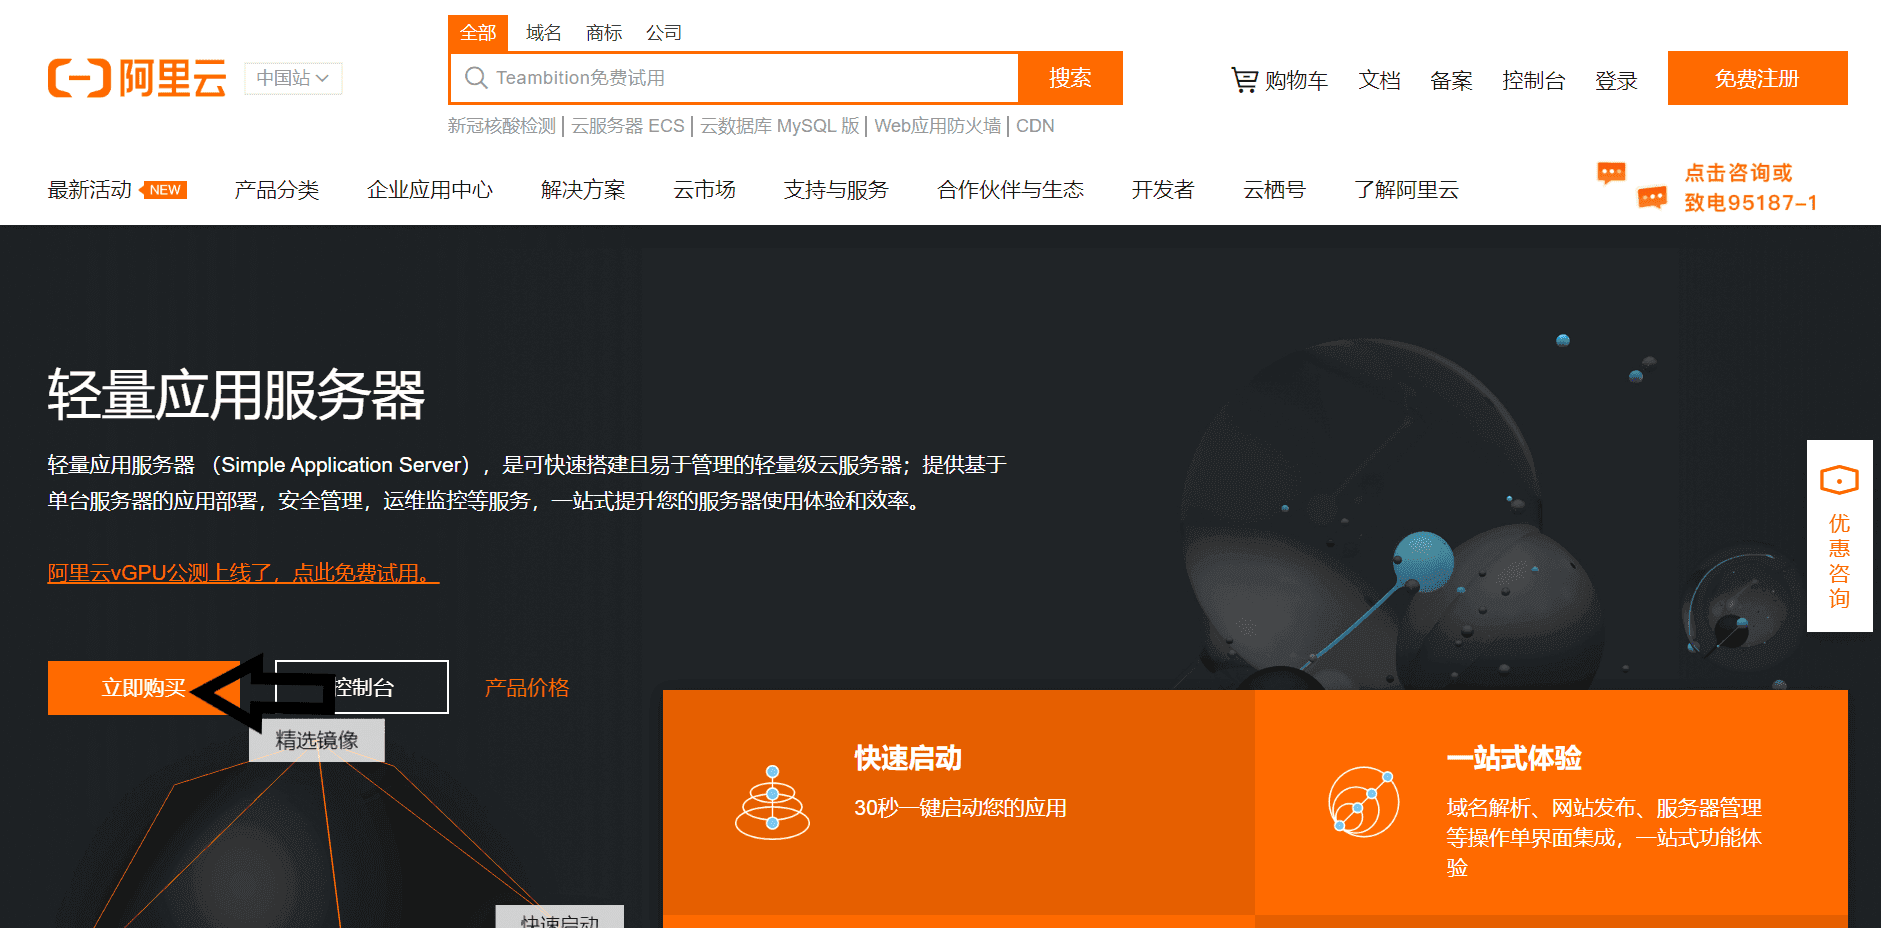 全部 域名 商标 公司
阿里云 中国站
Teambition免费试用 搜索
购物车 文档 备案 控制台 登录 免费注册
新冠核酸检测 | 云服务器 ECS | 云数据库 MySQL 版 | Web应用防火墙 | CDN
最新活动 NEW 产品分类 企业应用中心 解决方案 云市场 支持与服务 合作伙伴与生态 开发者 云栖号 了解阿里云
点击咨询或
致电95187-1
轻量应用服务器
轻量应用服务器 （Simple Application Server），是可快速搭建且易于管理的轻量级云服务器；提供基于
单台服务器的应用部署，安全管理，运维监控等服务，一站式提升您的服务器使用体验和效率。
阿里云vGPU公测上线了，点此免费试用。
优惠咨询
立即购买 控制台 产品价格
精选镜像
快速启动
30秒一键启动您的应用
一站式体验
域名解析、网站发布、服务器管理
等操作单界面集成，一站式功能体
验
快速启动